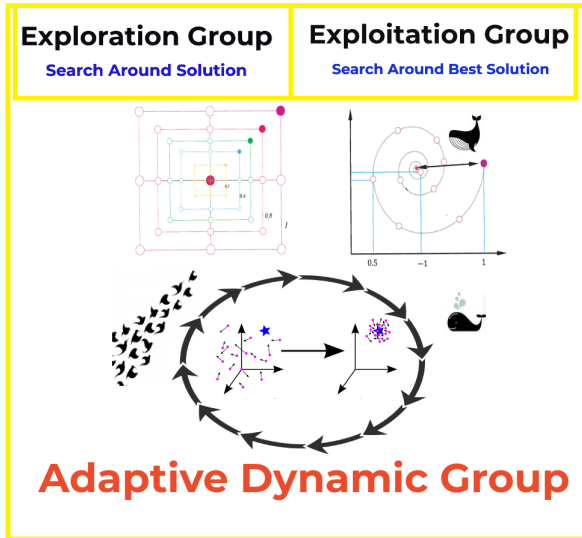 Exploration Group
Search Around Solution
Exploitation Group
Search Around Best Solution
0.2
0.4
0.8
1
0.5
-1
1
Adaptive Dynamic Group